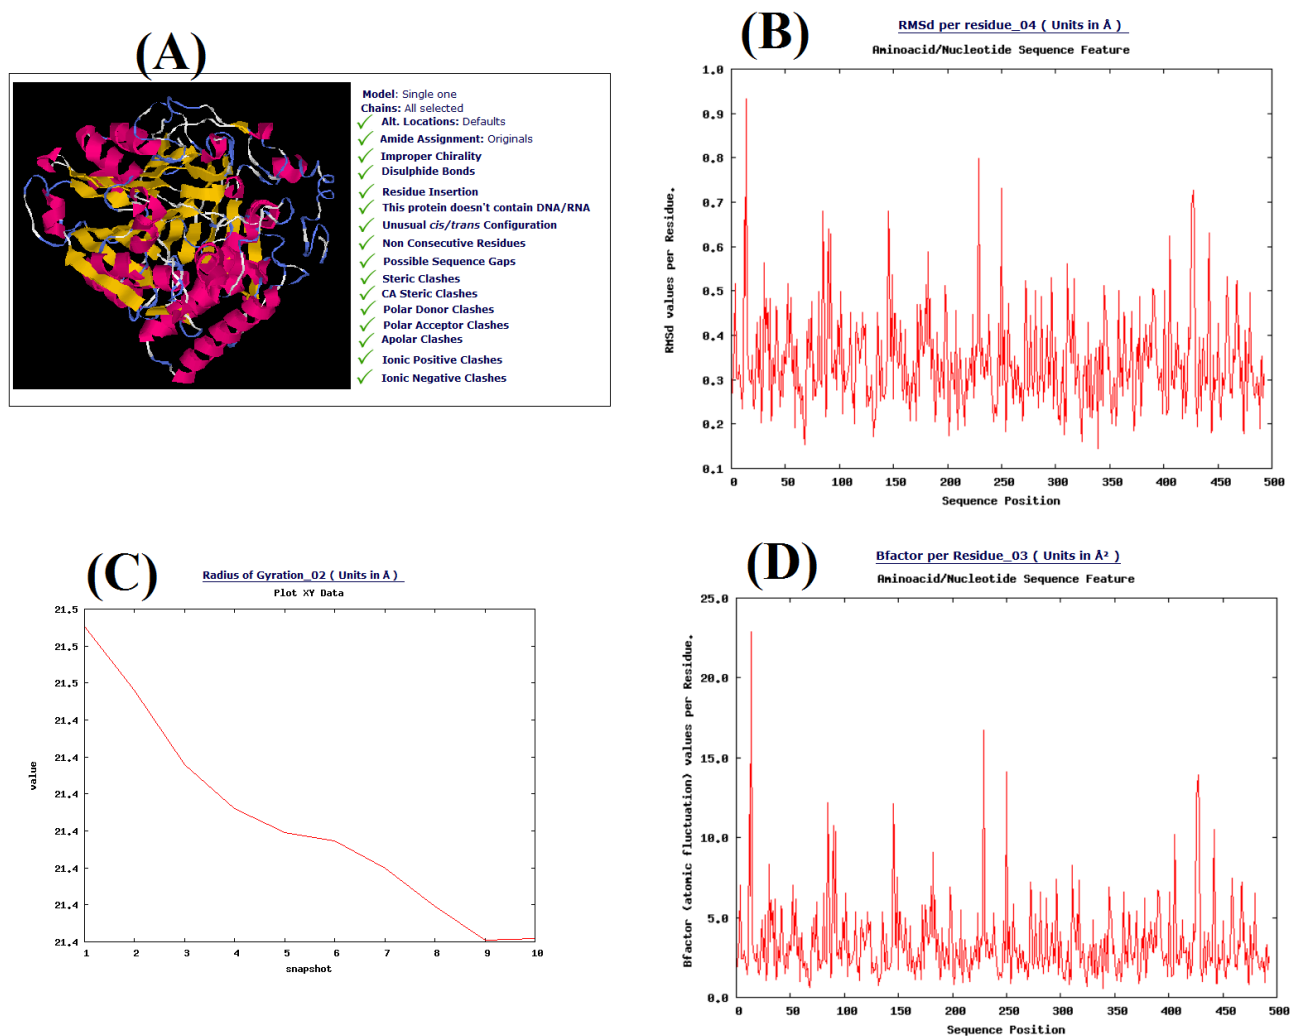 (A)
Model: Single one
Chains: All selected
Alt. Locations: Defaults
Amide Assignment: Originals
Improper Chirality
Disulphide Bonds
Residue Insertion
This protein doesn't contain DNA/RNA
Unusual cis/trans Configuration
Non Consecutive Residues
Possible Sequence Gaps
Steric Clashes
CA Steric Clashes
Polar Donor Clashes
Polar Acceptor Clashes
Apolar Clashes
Ionic Positive Clashes
Ionic Negative Clashes
(B)
RMSd per residue_04 ( Units in Å )
Aminoacid/Nucleotide Sequence Feature
RMSd values per Residue.
1.0
0.9
0.8
0.7
0.6
0.5
0.4
0.3
0.2
0.1
0 50 100 150 200 250 300 350 400 450 500
Sequence Position
(C)
Radius of Gyration_02 ( Units in Å )
Plot XY Data
value
21.5
21.5
21.5
21.4
21.4
21.4
21.4
21.4
21.4
21.4
1 2 3 4 5 6 7 8 9 10
snapshot
(D)
Bfactor per Residue_03 ( Units in Å² )
Aminoacid/Nucleotide Sequence Feature
Bfactor (atomic fluctuation) values per Residue.
25.0
20.0
15.0
10.0
5.0
0.0
0 50 100 150 200 250 300 350 400 450 500
Sequence Position